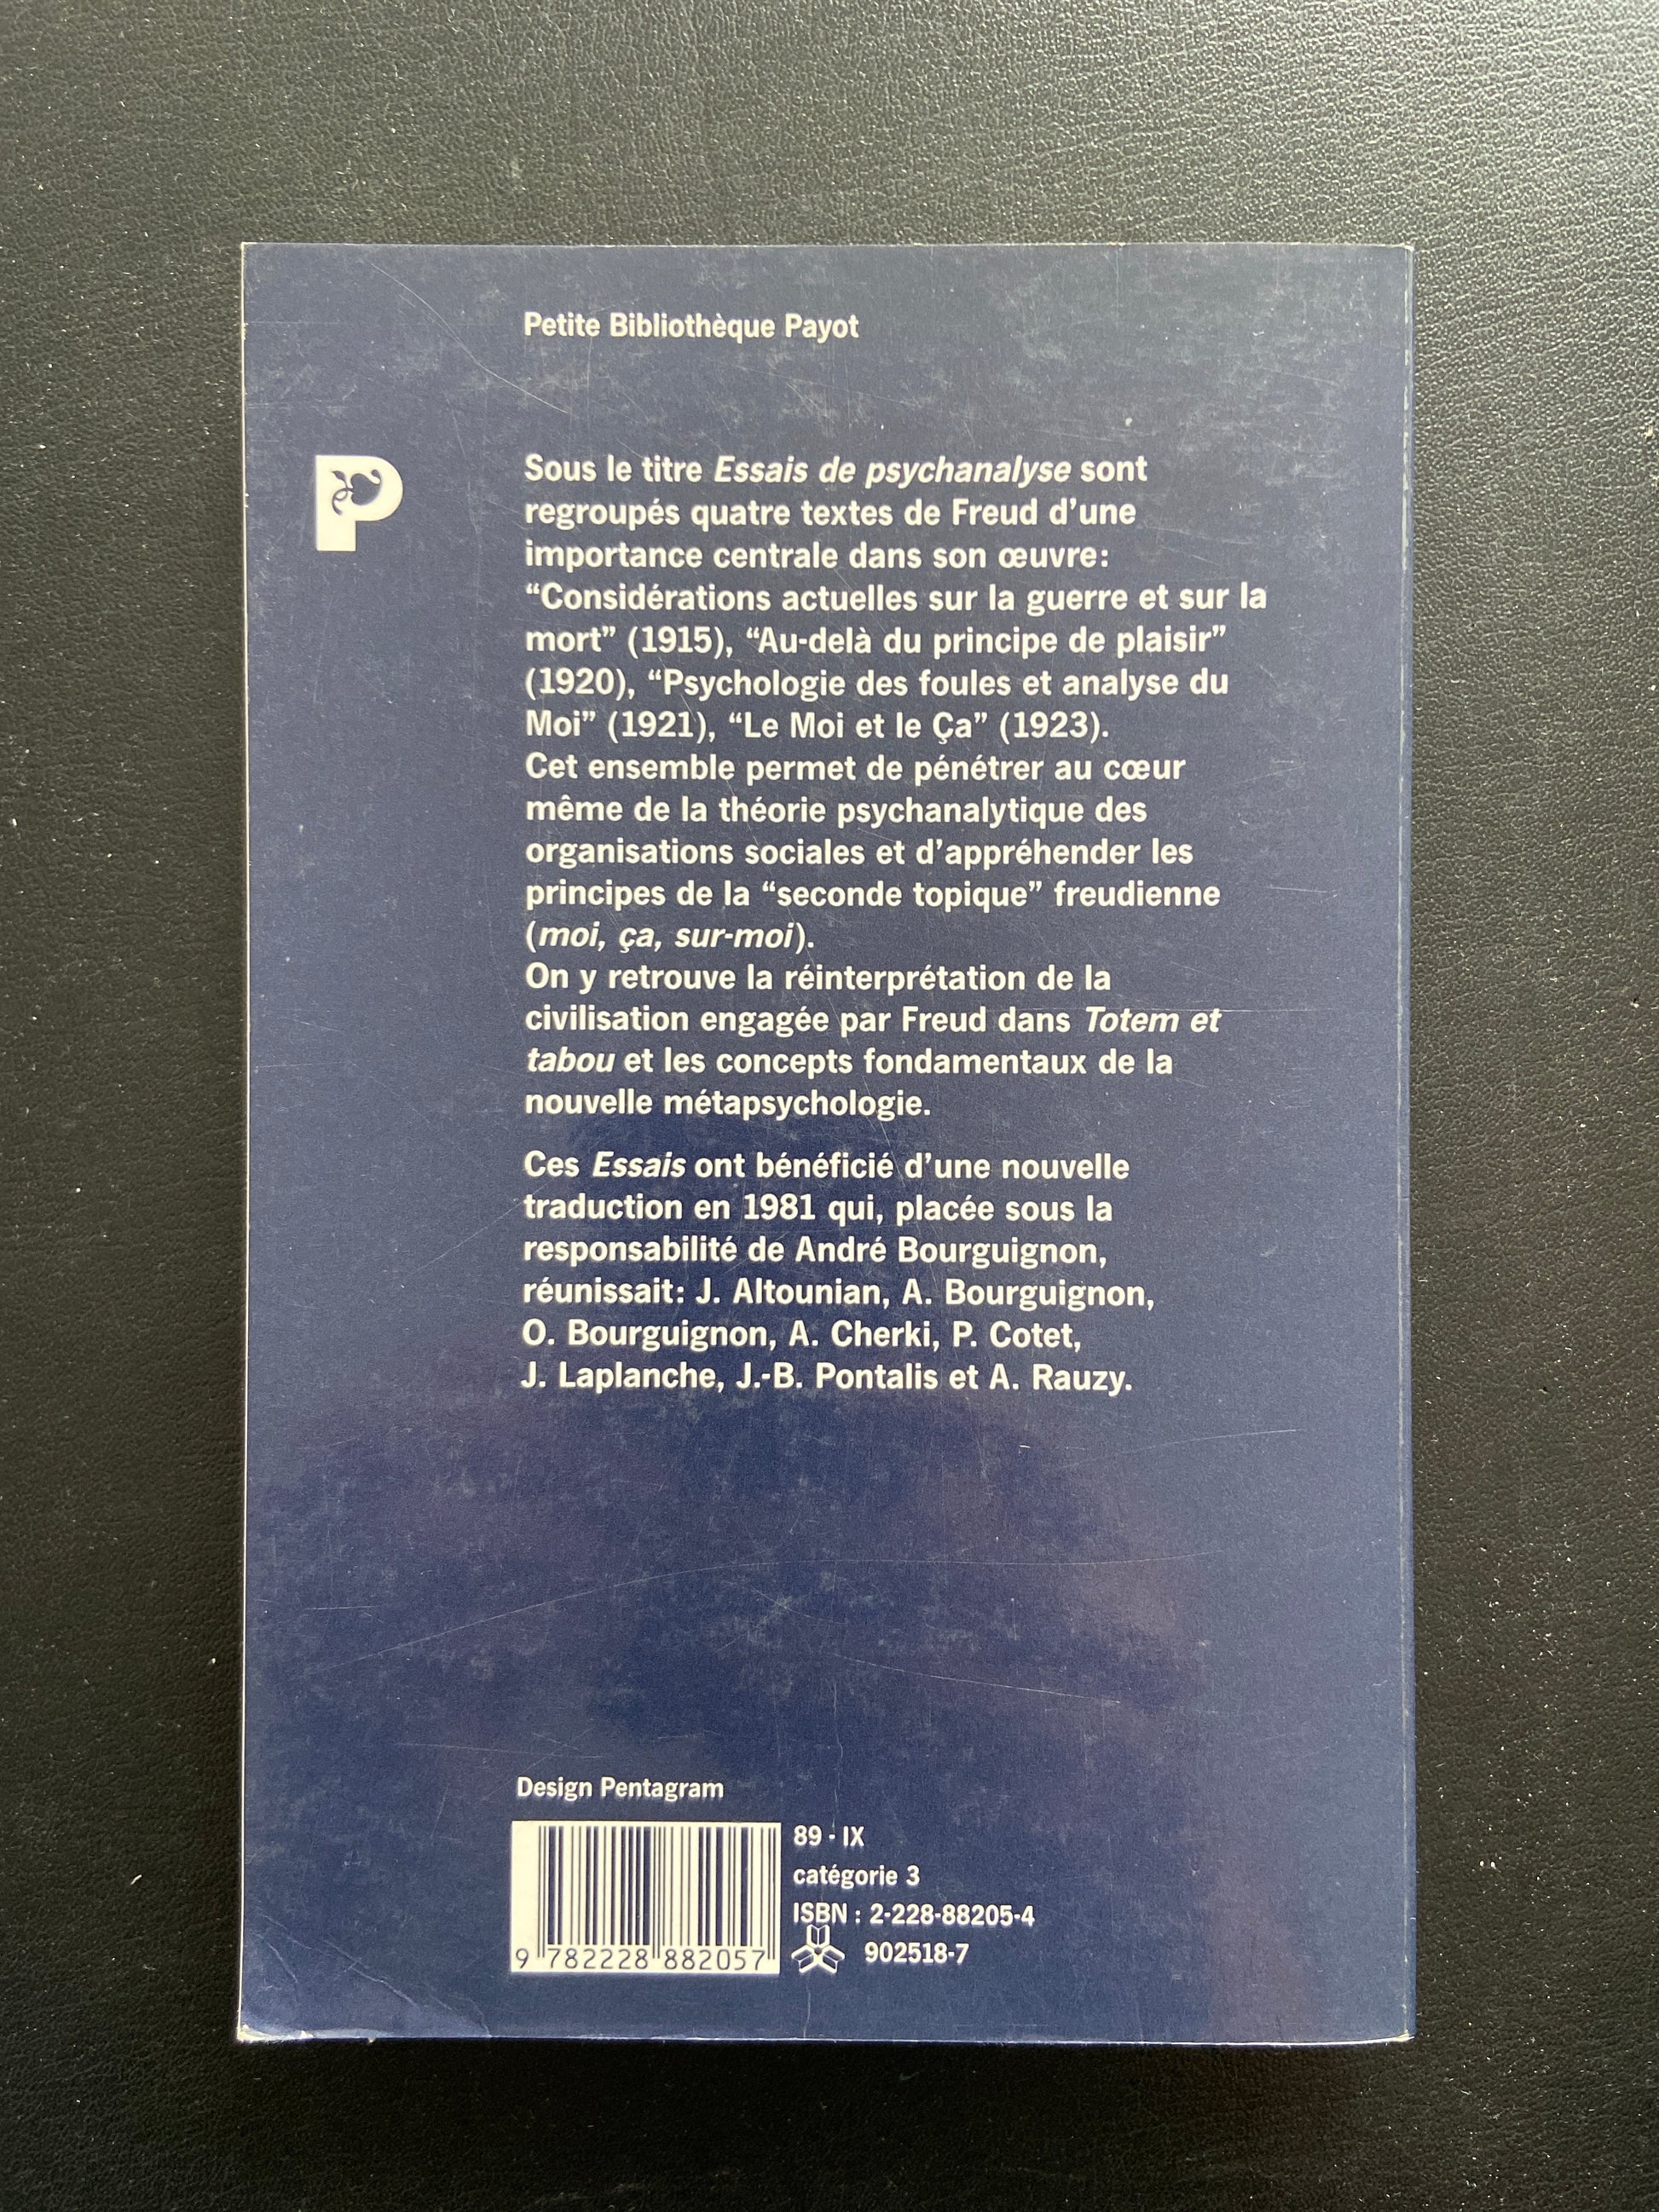 Petite Bibliothèque Payot
P
Sous le titre Essais de psychanalyse sont
regroupés quatre textes de Freud d'une
importance centrale dans son œuvre:
“Considérations actuelles sur la guerre et sur la
mort” (1915), “Au-delà du principe de plaisir”
(1920), “Psychologie des foules et analyse du
Moi” (1921), “Le Moi et le Ça” (1923).
Cet ensemble permet de pénétrer au cœur
même de la théorie psychanalytique des
organisations sociales et d'appréhender les
principes de la “seconde topique” freudienne
(moi, ça, sur-moi).
On y retrouve la réinterprétation de la
civilisation engagée par Freud dans Totem et
tabou et les concepts fondamentaux de la
nouvelle métapsychologie.
Ces Essais ont bénéficié d'une nouvelle
traduction en 1981 qui, placée sous la
responsabilité de André Bourguignon,
réunissait: J. Altounian, A. Bourguignon,
O. Bourguignon, A. Cherki, P. Cotet,
J. Laplanche, J.-B. Pontalis et A. Rauzy.
Design Pentagram
89 - IX
catégorie 3
ISBN : 2-228-88205-4
902518-7
9 782228 882057